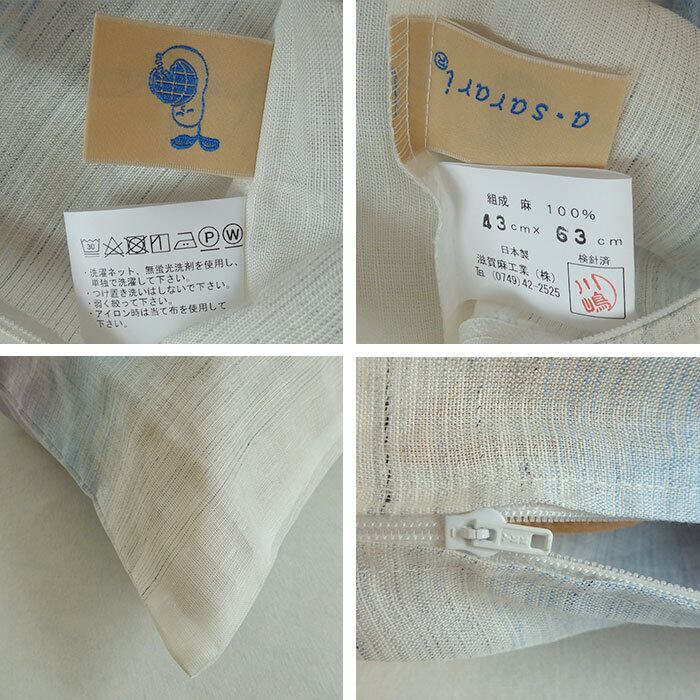 30
P W
・洗濯ネット、無蛍光洗剤を使用し、
単独で洗濯して下さい。
・つけ置き洗いはしないで下さい。
・弱く絞って下さい。
・アイロン時は当て布を使用して
下さい。
a・sarari®
組成 麻 100%
43cm× 63 cm
日本製 検針済
滋賀麻工業（株）
Tel (0749)42-2525
川嶋
YKK